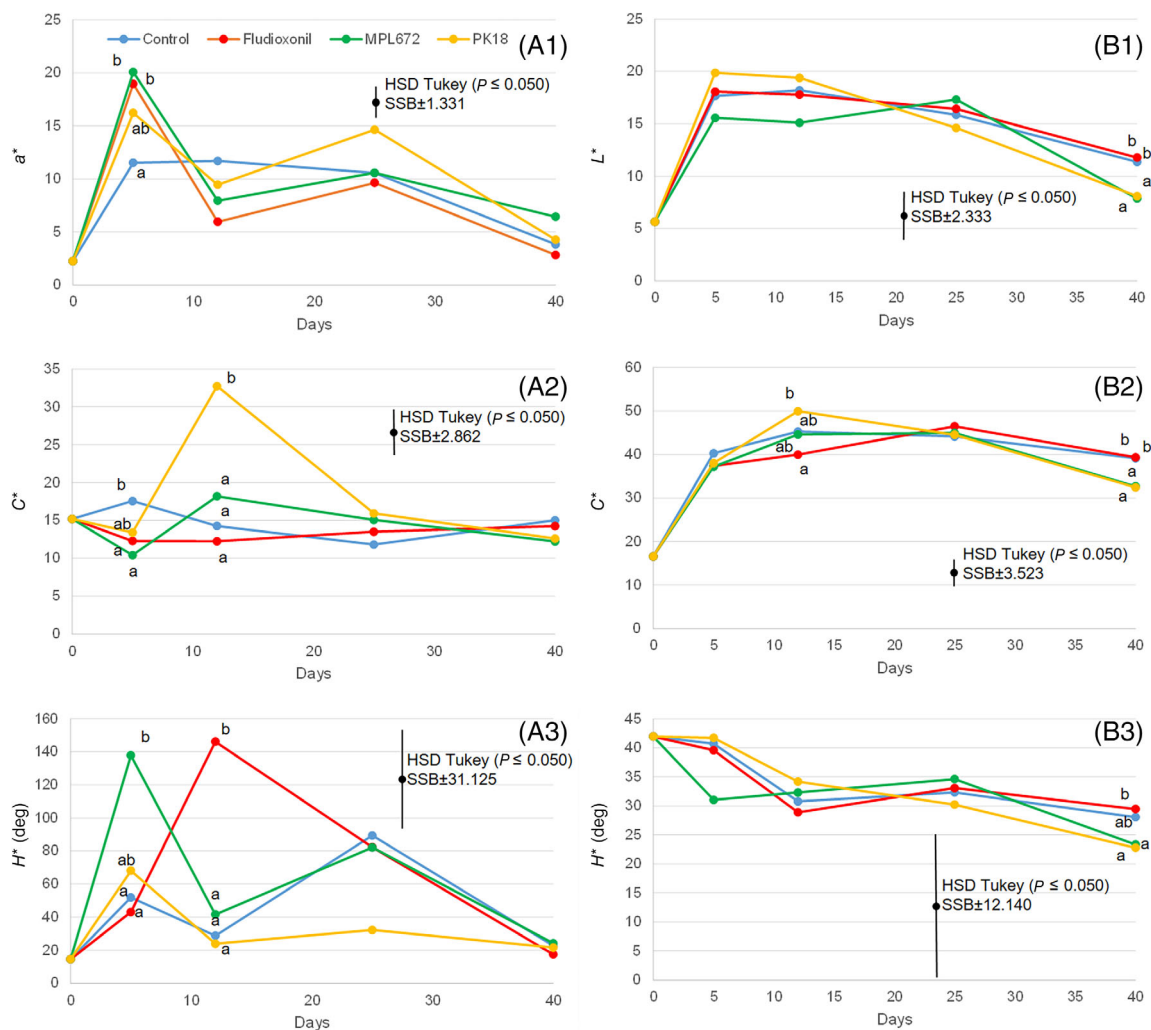 25
20
15
10
5
0
a*
Control Fludioxonil MPL672 PK18
(A1)
b
b
ab
a
HSD Tukey (P ≤ 0.050)
SSB±1.331
0 10 20 30 40
Days
25
20
15
10
5
0
L*
(B1)
b
b
a
a
HSD Tukey (P ≤ 0.050)
SSB±2.333
0 5 10 15 20 25 30 35 40
Days
35
30
25
20
15
10
5
0
C*
(A2)
b
HSD Tukey (P ≤ 0.050)
SSB±2.862
b
a
ab
a
a
a
a
0 10 20 30 40
Days
60
50
40
30
20
10
0
C*
(B2)
b
ab
ab
a
b
b
a
a
HSD Tukey (P ≤ 0.050)
SSB±3.523
0 5 10 15 20 25 30 35 40
Days
160
140
120
100
80
60
40
20
0
H* (deg)
(A3)
b
b
HSD Tukey (P ≤ 0.050)
SSB±31.125
ab
a
a
a
a
a
0 10 20 30 40
Days
45
40
35
30
25
20
15
10
5
0
H* (deg)
(B3)
b
ab
a
a
HSD Tukey (P ≤ 0.050)
SSB±12.140
0 5 10 15 20 25 30 35 40
Days